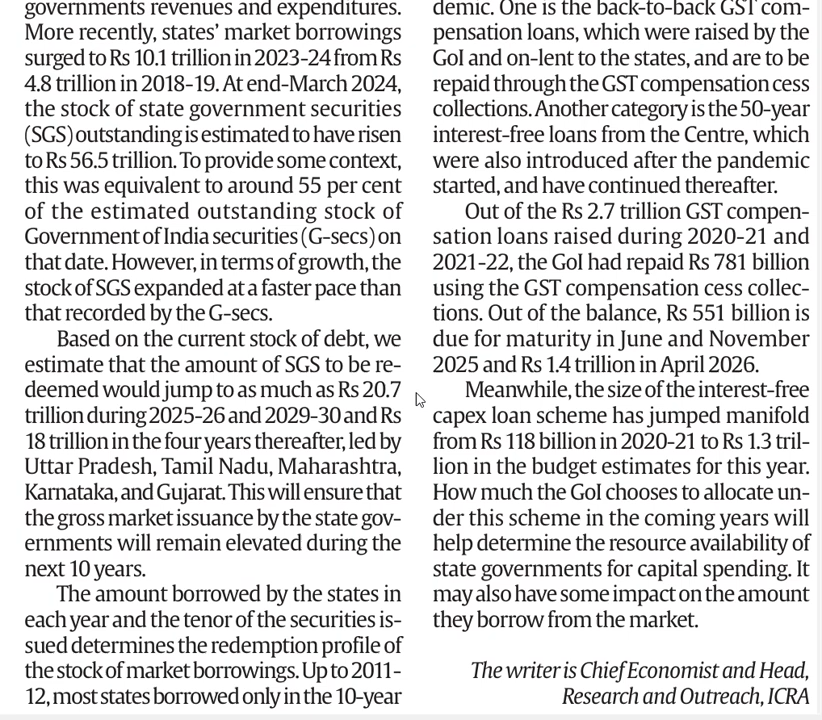 governments revenues and expenditures.
More recently, states' market borrowings
surged to Rs 10.1 trillion in 2023-24 from Rs
4.8 trillion in 2018-19. At end-March 2024,
the stock of state government securities
(SGS) outstanding is estimated to have risen
to Rs 56.5 trillion. To provide some context,
this was equivalent to around 55 per cent
of the estimated outstanding stock of
Government of India securities (G-secs) on
that date. However, in terms of growth, the
stock of SGS expanded at a faster pace than
that recorded by the G-secs.
Based on the current stock of debt, we
estimate that the amount of SGS to be re-
deemed would jump to as much as Rs 20.7
trillion during 2025-26 and 2029-30 and Rs
18 trillion in the four years thereafter, led by
Uttar Pradesh, Tamil Nadu, Maharashtra,
Karnataka, and Gujarat. This will ensure that
the gross market issuance by the state gov-
ernments will remain elevated during the
next 10 years.
The amount borrowed by the states in
each year and the tenor of the securities is-
sued determines the redemption profile of
the stock of market borrowings. Up to 2011-
12, most states borrowed only in the 10-year
demic. One is the back-to-back GST com-
pensation loans, which were raised by the
GoI and on-lent to the states, and are to be
repaid through the GST compensation cess
collections. Another category is the 50-year
interest-free loans from the Centre, which
were also introduced after the pandemic
started, and have continued thereafter.
Out of the Rs 2.7 trillion GST compen-
sation loans raised during 2020-21 and
2021-22, the GoI had repaid Rs 781 billion
using the GST compensation cess collec-
tions. Out of the balance, Rs 551 billion is
due for maturity in June and November
2025 and Rs 1.4 trillion in April 2026.
Meanwhile, the size of the interest-free
capex loan scheme has jumped manifold
from Rs 118 billion in 2020-21 to Rs 1.3 tril-
lion in the budget estimates for this year.
How much the GoI chooses to allocate un-
der this scheme in the coming years will
help determine the resource availability of
state governments for capital spending. It
may also have some impact on the amount
they borrow from the market.
The writer is Chief Economist and Head,
Research and Outreach, ICRA